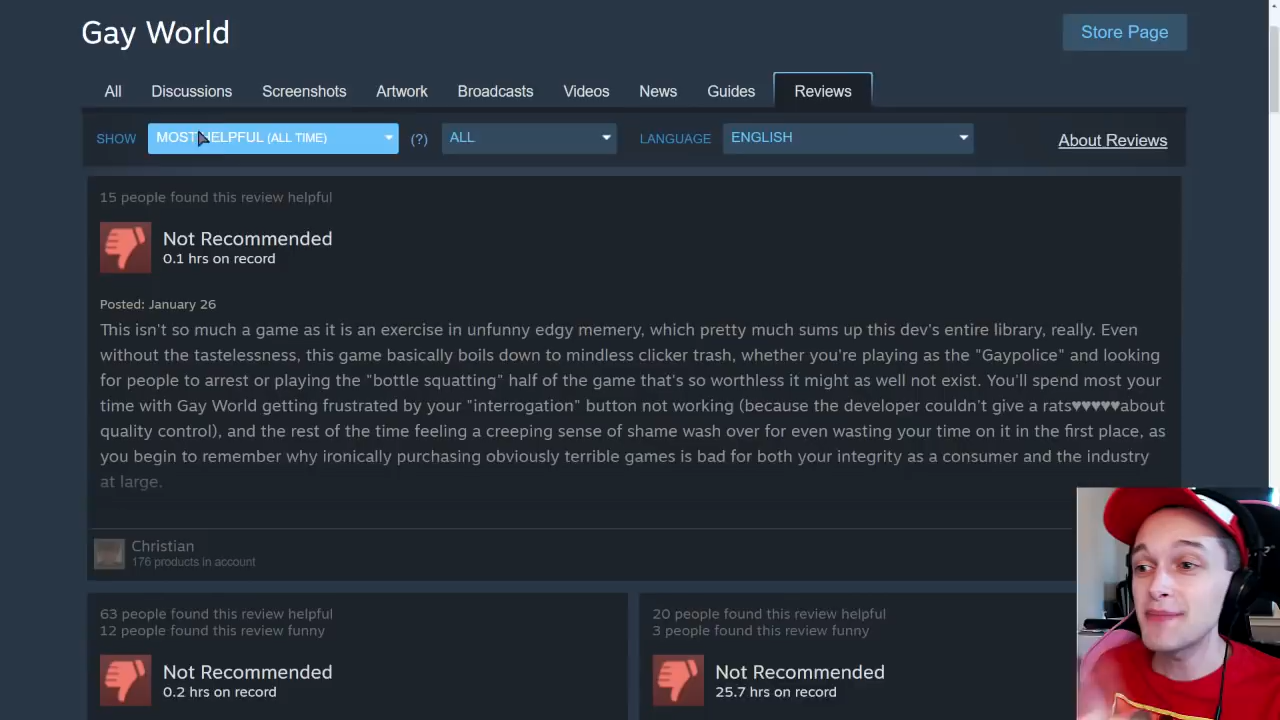 Gay World
Store Page
All Discussions Screenshots Artwork Broadcasts Videos News Guides Reviews
SHOW MOST HELPFUL (ALL TIME) (?) ALL LANGUAGE ENGLISH About Reviews
15 people found this review helpful
Not Recommended
0.1 hrs on record
Posted: January 26
This isn't so much a game as it is an exercise in unfunny edgy memery, which pretty much sums up this dev's entire library, really. Even
without the tastelessness, this game basically boils down to mindless clicker trash, whether you're playing as the "Gaypolice" and looking
for people to arrest or playing the "bottle squatting" half of the game that's so worthless it might as well not exist. You'll spend most your
time with Gay World getting frustrated by your "interrogation" button not working (because the developer couldn't give a rats♥♥♥♥♥about
quality control), and the rest of the time feeling a creeping sense of shame wash over for even wasting your time on it in the first place, as
you begin to remember why ironically purchasing obviously terrible games is bad for both your integrity as a consumer and the industry
at large.
Christian
176 products in account
63 people found this review helpful
12 people found this review funny
Not Recommended
0.2 hrs on record
20 people found this review helpful
3 people found this review funny
Not Recommended
25.7 hrs on record